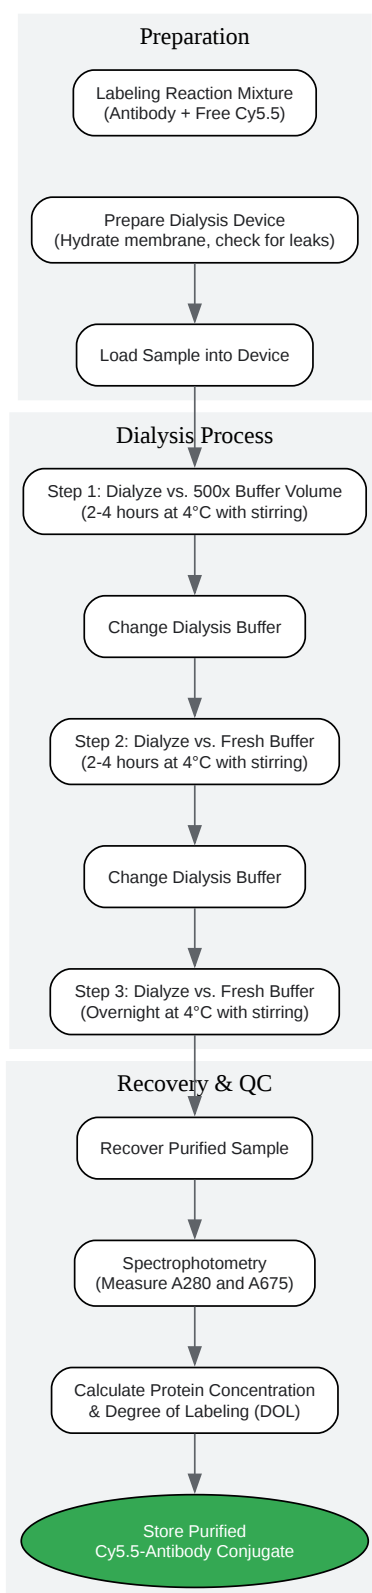 Preparation
Labeling Reaction Mixture
(Antibody + Free Cy5.5)
Prepare Dialysis Device
(Hydrate membrane, check for leaks)
Load Sample into Device
Dialysis Process
Step 1: Dialyze vs. 500x Buffer Volume
(2-4 hours at 4°C with stirring)
Change Dialysis Buffer
Step 2: Dialyze vs. Fresh Buffer
(2-4 hours at 4°C with stirring)
Change Dialysis Buffer
Step 3: Dialyze vs. Fresh Buffer
(Overnight at 4°C with stirring)
Recovery & QC
Recover Purified Sample
Spectrophotometry
(Measure A280 and A675)
Calculate Protein Concentration
& Degree of Labeling (DOL)
Store Purified
Cy5.5-Antibody Conjugate